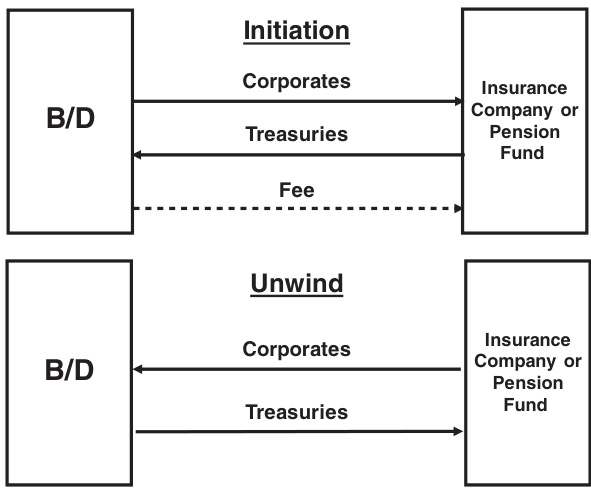 Initiation
B/D
Corporates
Treasuries
Fee
Insurance
Company or
Pension
Fund
Unwind
B/D
Corporates
Treasuries
Insurance
Company or
Pension
Fund